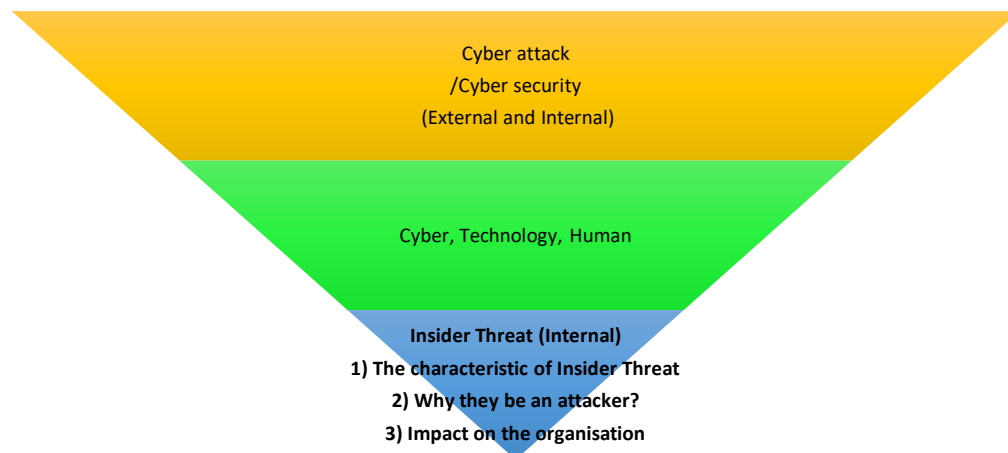 Cyber attack
/Cyber security
(External and Internal)
Cyber, Technology, Human
Insider Threat (Internal)
1) The characteristic of Insider Threat
2) Why they be an attacker?
3) Impact on the organisation